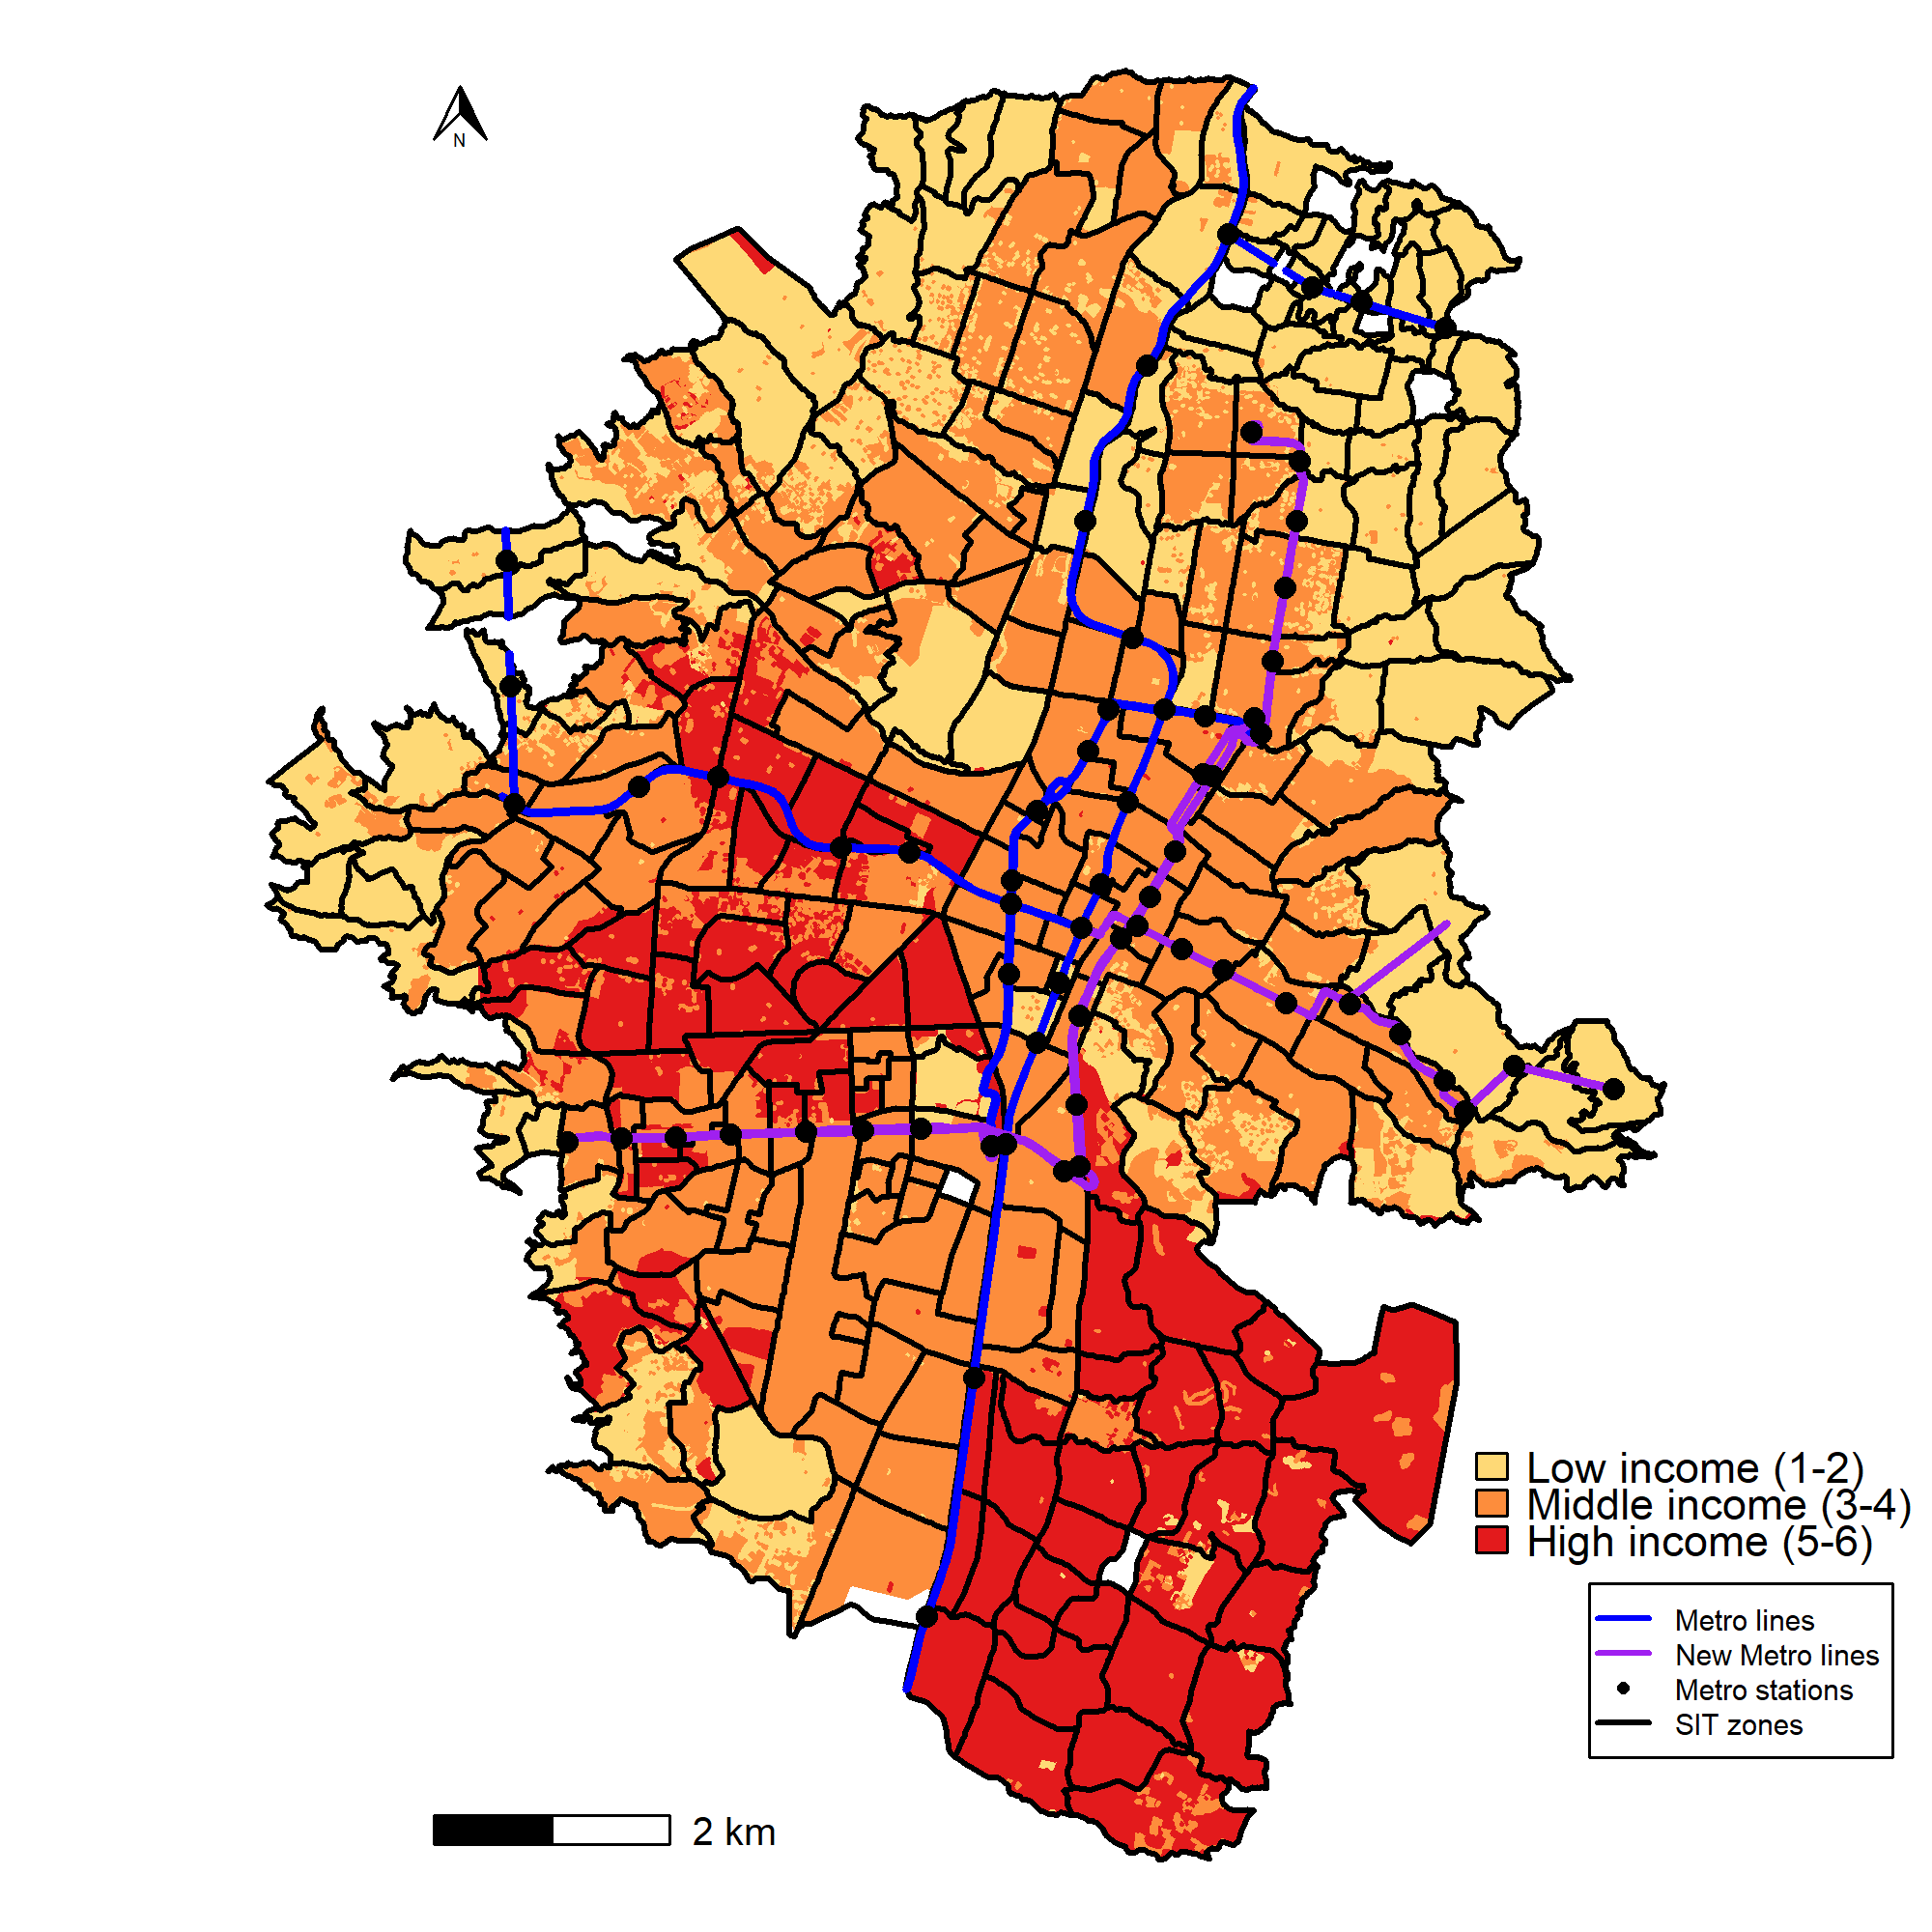 N
Low income (1-2)
Middle income (3-4)
High income (5-6)
Metro lines
New Metro lines
Metro stations
SIT zones
2 km